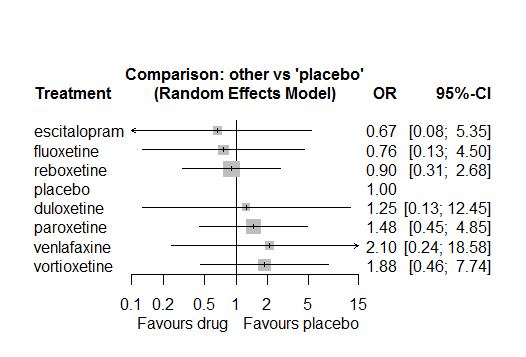 Comparison: other vs 'placebo'
Treatment (Random Effects Model) OR 95%-CI
escitalopram 0.67 [0.08; 5.35]
fluoxetine 0.76 [0.13; 4.50]
reboxetine 0.90 [0.31; 2.68]
placebo 1.00
duloxetine 1.25 [0.13; 12.45]
paroxetine 1.48 [0.45; 4.85]
venlafaxine 2.10 [0.24; 18.58]
vortioxetine 1.88 [0.46; 7.74]
0.1 0.2 0.5 1 2 5 15
Favours drug Favours placebo